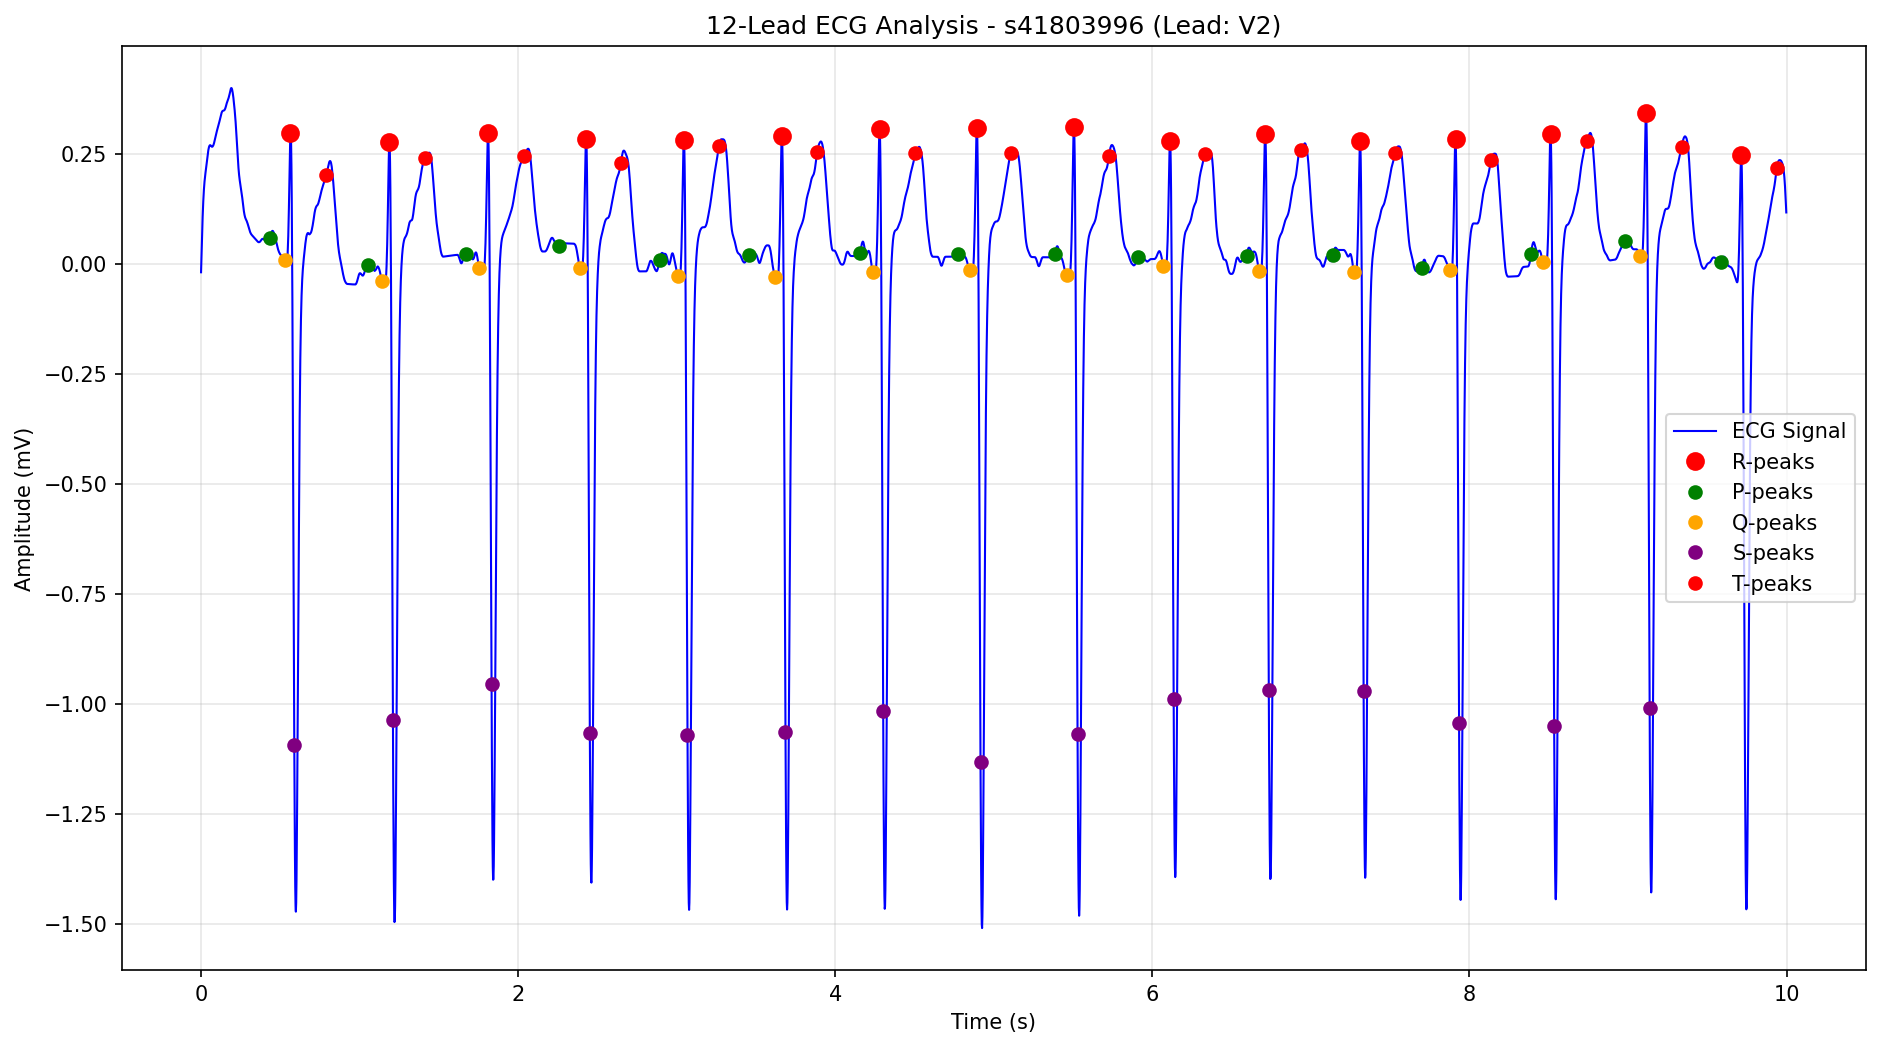 12-Lead ECG Analysis - s41803996 (Lead: V2)
Amplitude (mV)
0.25
0.00
−0.25
−0.50
−0.75
−1.00
−1.25
−1.50
ECG Signal
R-peaks
P-peaks
Q-peaks
S-peaks
T-peaks
0 2 4 6 8 10
Time (s)